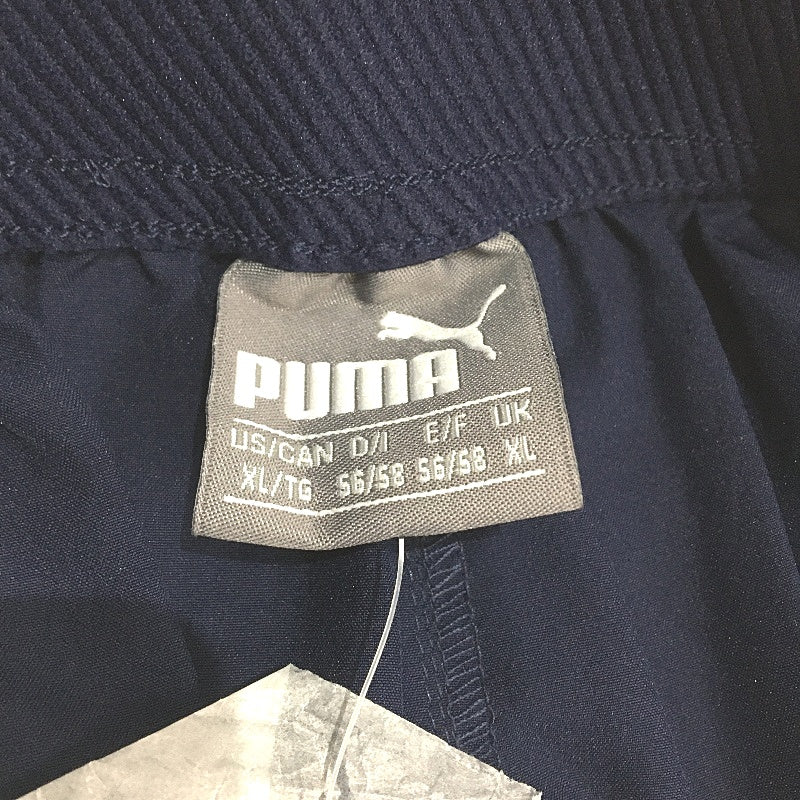 PUMA
US/CAN D/I E/F UK
XL/TG 56/58 56/58 XL